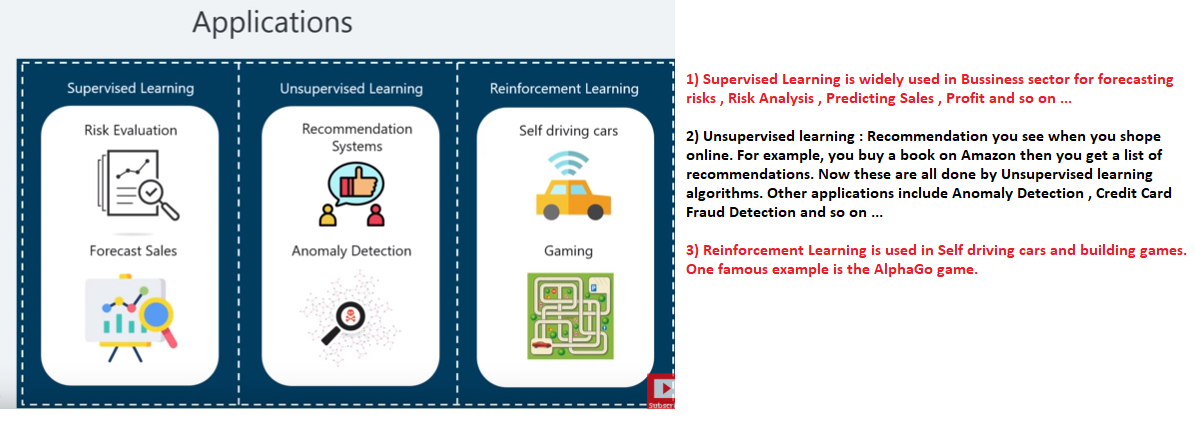 Applications
Supervised Learning
Risk Evaluation
Forecast Sales
Unsupervised Learning
Recommendation
Systems
Anomaly Detection
Reinforcement Learning
Self driving cars
Gaming
P
Subscri
1) Supervised Learning is widely used in Bussiness sector for forecasting
risks , Risk Analysis , Predicting Sales , Profit and so on ...
2) Unsupervised learning : Recommendation you see when you shope
online. For example, you buy a book on Amazon then you get a list of
recommendations. Now these are all done by Unsupervised learning
algorithms. Other applications include Anomaly Detection , Credit Card
Fraud Detection and so on ...
3) Reinforcement Learning is used in Self driving cars and building games.
One famous example is the AlphaGo game.